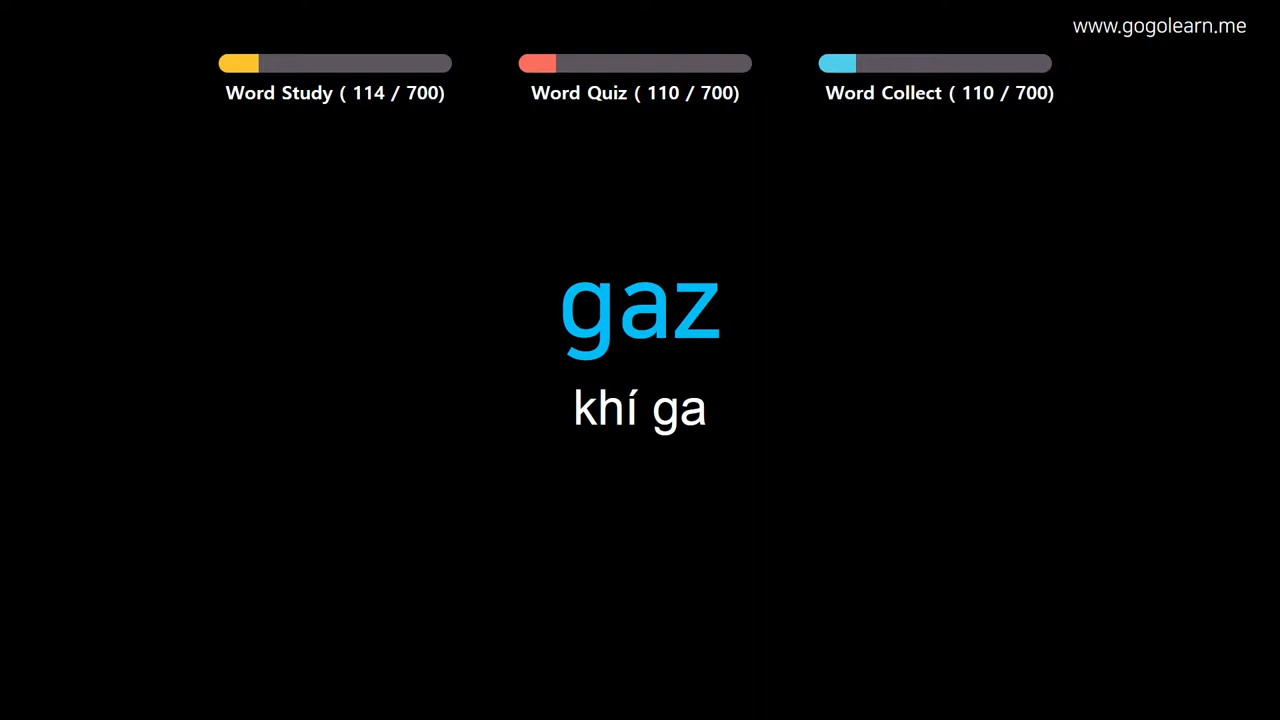 www.gogolearn.me
Word Study ( 114 / 700)
Word Quiz ( 110 / 700)
Word Collect ( 110 / 700)
gaz
khí ga